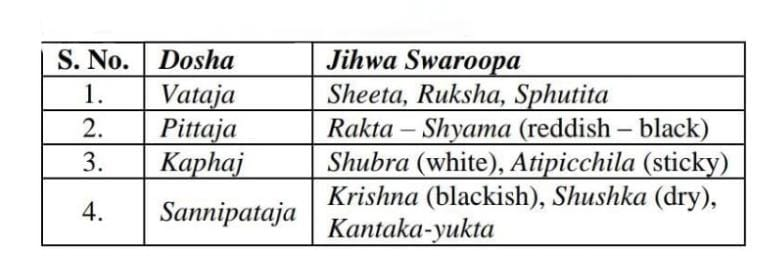 S. No. Dosha Jihwa Swaroopa
1. Vataja Sheeta, Ruksha, Sphutita
2. Pittaja Rakta – Shyama (reddish – black)
3. Kaphaj Shubra (white), Atipicchila (sticky)
4. Sannipataja Krishna (blackish), Shushka (dry),
Kantaka-yukta